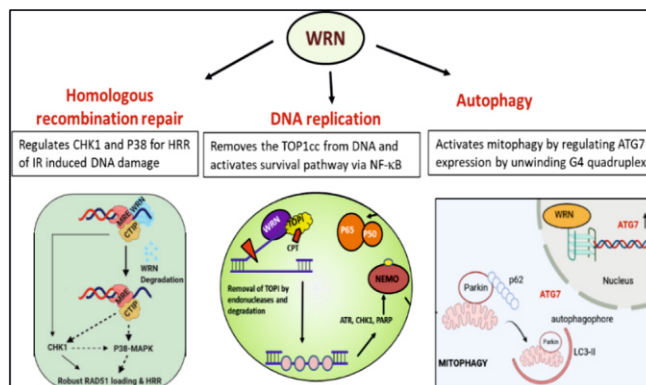 WRN
Homologous
recombination repair
DNA replication
Autophagy
Regulates CHK1 and P38 for HRR
of IR induced DNA damage
Removes the TOP1cc from DNA and
activates survival pathway via NF-κB
Activates mitophagy by regulating ATG7
expression by unwinding G4 quadruplex
MRE
WRN
CTIP
WRN
Degradation
MRE
CTIP
CHK1
P38-MAPK
Robust RAD51 loading & HRR
WRN
TOPI
CPT
P65
P50
Removal of TOPI by
endonucleases and
degradation
NEMO
ATR, CHK1, PARP
WRN
ATG7
Nucleus
Parkin
p62
ATG7
autophagophore
Parkin
LC3-II
MITOPHAGY